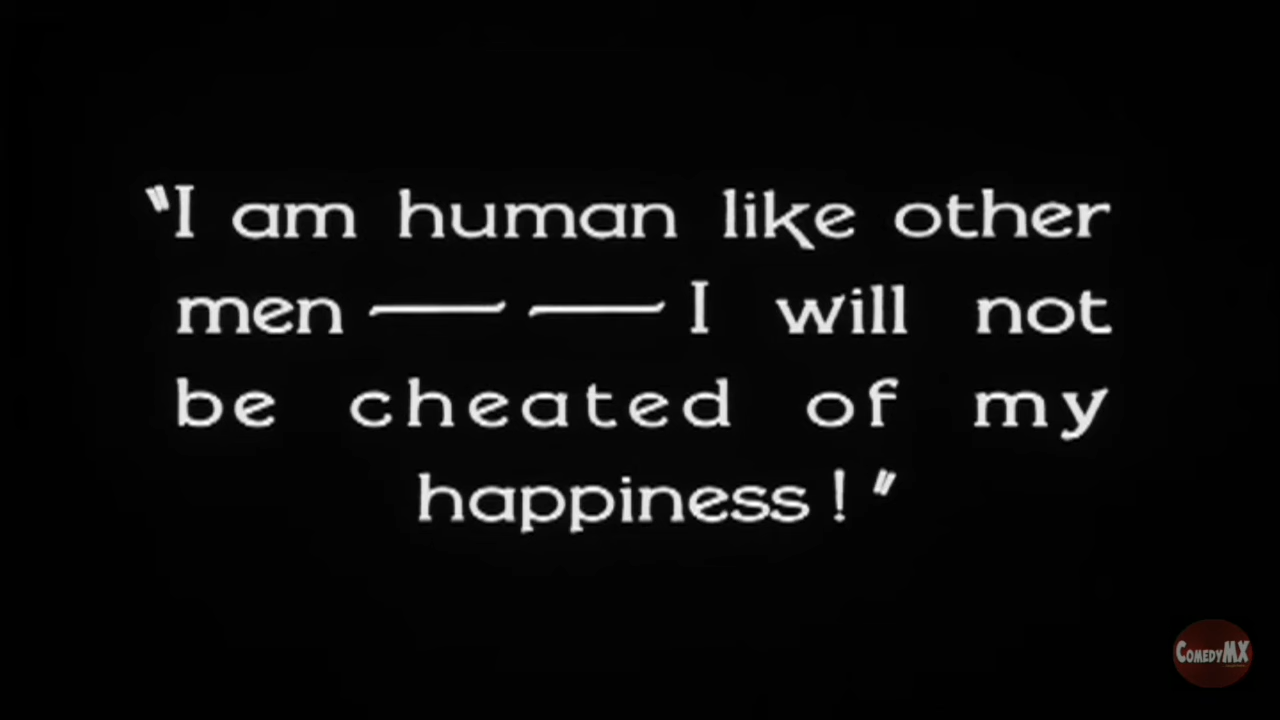 "I am human like other
men — — I will not
be cheated of my
happiness!"
COMEDYMX